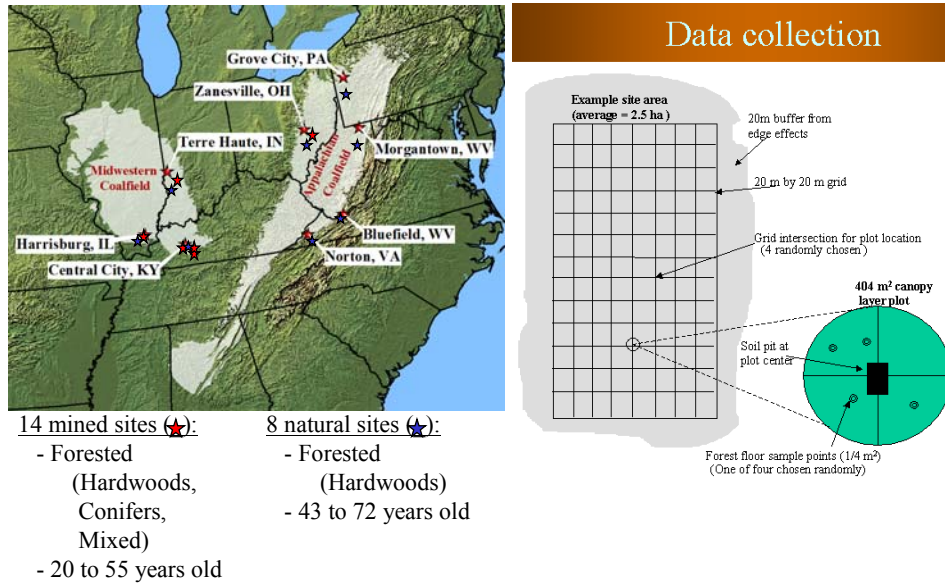 Grove City, PA
Zanesville, OH
Terre Haute, IN
Midwestern
Coalfield
Appalachian
Coalfield
Morgantown, WV
Harrisburg, IL
Central City, KY
Bluefield, WV
Norton, VA
14 mined sites (★):
- Forested
(Hardwoods,
Conifers,
Mixed)
- 20 to 55 years old
8 natural sites (★):
- Forested
(Hardwoods)
- 43 to 72 years old
Data collection
Example site area
(average = 2.5 ha )
20m buffer from
edge effects
20 m by 20 m grid
Grid intersection for plot location
(4 randomly chosen)
404 m² canopy
layer plot
Soil pit at
plot center
Forest floor sample points (1/4 m²)
(One of four chosen randomly)